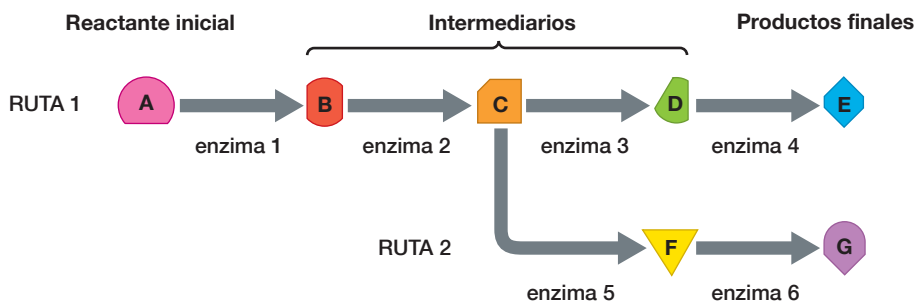 Reactante inicial Intermediarios Productos finales
RUTA 1 A B C D E
enzima 1 enzima 2 enzima 3 enzima 4
RUTA 2 F G
enzima 5 enzima 6